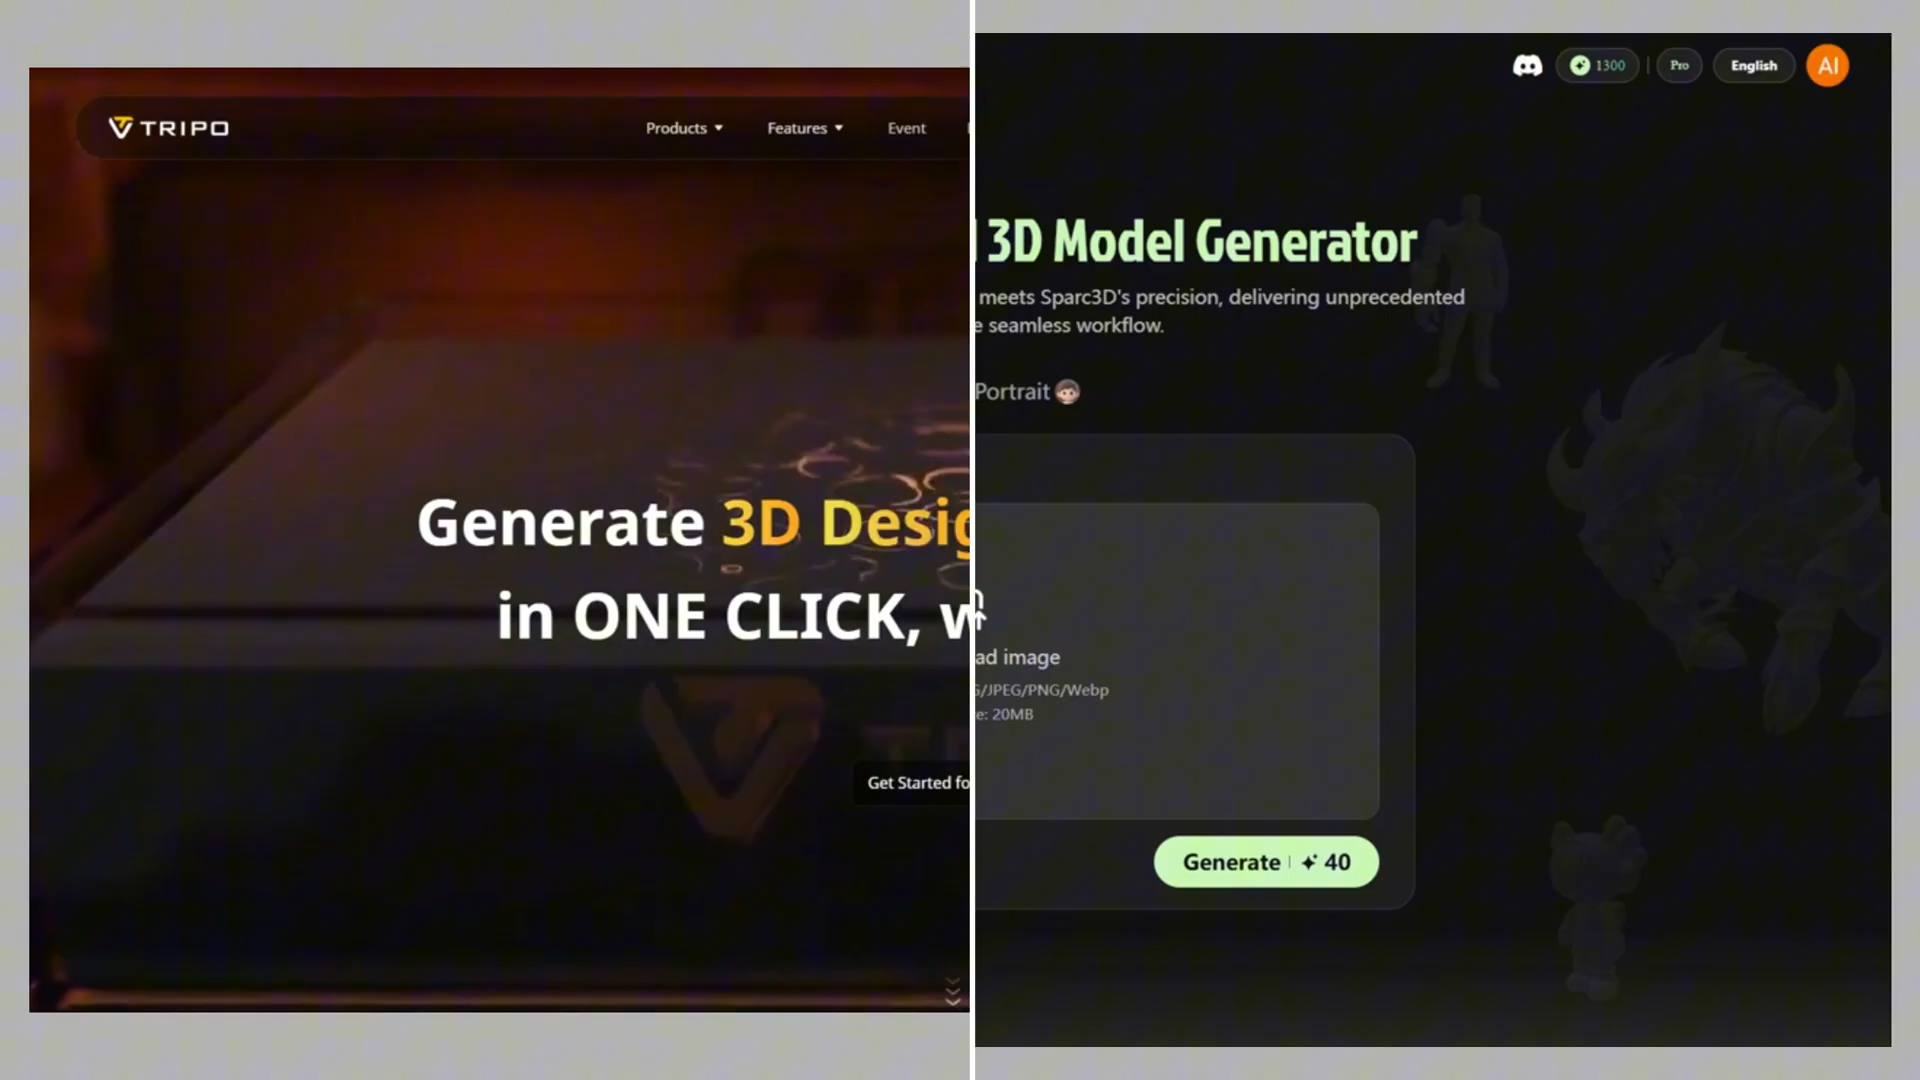 TRIPO
Products
Features
Event
Generate 3D Desig
in ONE CLICK, w
Get Started fo
1300
Pro
English
AI
3D Model Generator
meets Sparc3D's precision, delivering unprecedented
e seamless workflow.
Portrait
ad image
G/JPEG/PNG/Webp
e: 20MB
Generate | 40